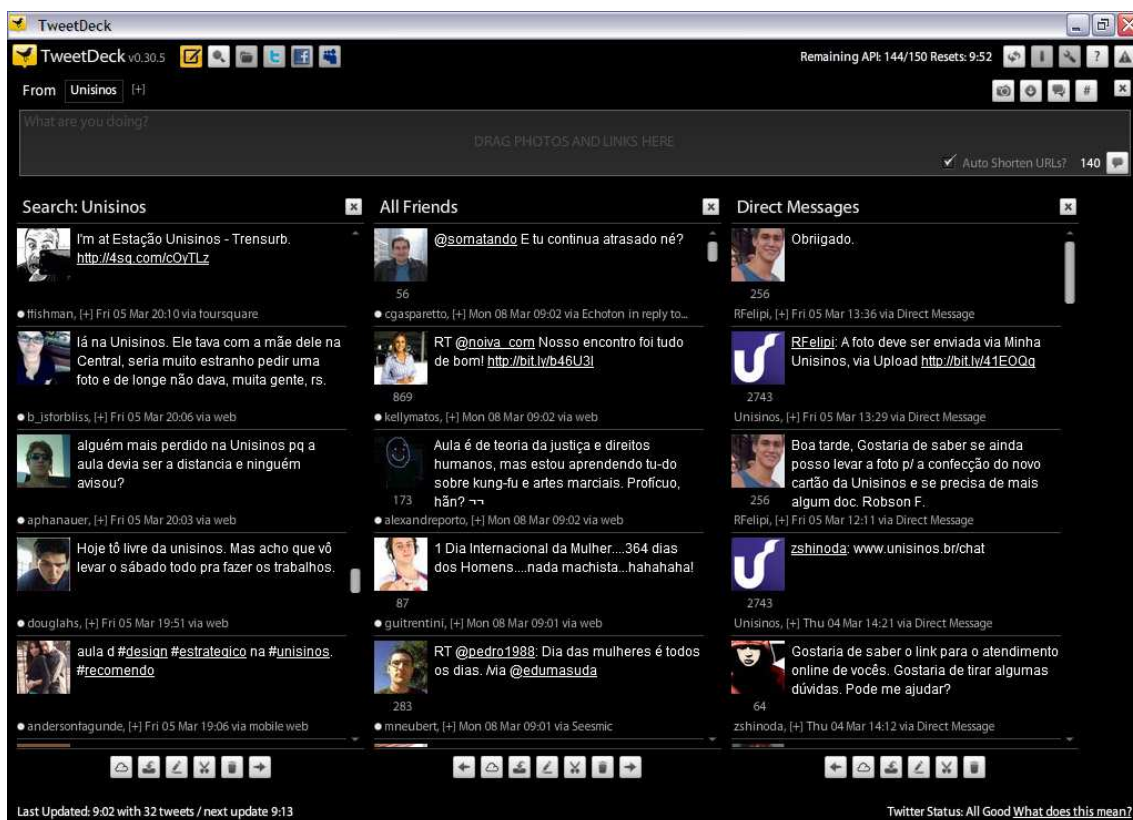 TweetDeck
TweetDeck v0.30.5
Remaining API: 144/150 Resets: 9:52
?
From Unisinos [+]
#
What are you doing?
DRAG PHOTOS AND LINKS HERE
Auto Shorten URLs? 140
Search: Unisinos
I'm at Estação Unisinos - Trensurb.
http://4sq.com/cOyTLz
ffishman, [+] Fri 05 Mar 20:10 via foursquare
lá na Unisinos. Ele tava com a mãe dele na
Central, seria muito estranho pedir uma
foto e de longe não dava, muita gente, rs.
b_isforbliss, [+] Fri 05 Mar 20:06 via web
alguém mais perdido na Unisinos pq a
aula devia ser a distancia e ninguém
avisou?
aphanauer, [+] Fri 05 Mar 20:03 via web
Hoje tô livre da unisinos. Mas acho que vô
levar o sábado todo pra fazer os trabalhos.
douglahs, [+] Fri 05 Mar 19:51 via web
aula d #design #estrategico na #unisinos.
#recomendo
andersonfagunde, [+] Fri 05 Mar 19:06 via mobile web
All Friends
@somatando E tu continua atrasado né?
56
cgasparetto, [+] Mon 08 Mar 09:02 via Echofon in reply to...
RT @noiva_com Nosso encontro foi tudo
de bom! http://bit.ly/b46U3I
869
kellymatos, [+] Mon 08 Mar 09:02 via web
Aula é de teoria da justiça e direitos
humanos, mas estou aprendendo tu-do
sobre kung-fu e artes marciais. Profícuo,
hãn? ¬¬
173
alexandreporto, [+] Mon 08 Mar 09:02 via web
1 Dia Internacional da Mulher....364 dias
dos Homens....nada machista...hahahaha!
87
guitrentini, [+] Mon 08 Mar 09:01 via web
RT @pedro1988: Dia das mulheres é todos
os dias. /via @edumasuda
283
mneubert, [+] Mon 08 Mar 09:01 via Seesmic
Direct Messages
Obriigado.
256
RFelipi, [+] Fri 05 Mar 13:36 via Direct Message
RFelipi: A foto deve ser enviada via Minha
Unisinos, via Upload http://bit.ly/41EOQq
2743
Unisinos, [+] Fri 05 Mar 13:29 via Direct Message
Boa tarde, Gostaria de saber se ainda
posso levar a foto p/ a confecção do novo
cartão da Unisinos e se precisa de mais
algum doc. Robson F.
256
RFelipi, [+] Fri 05 Mar 12:11 via Direct Message
zshinoda: www.unisinos.br/chat
2743
Unisinos, [+] Thu 04 Mar 14:21 via Direct Message
Gostaria de saber o link para o atendimento
online de vocês. Gostaria de tirar algumas
dúvidas. Pode me ajudar?
64
zshinoda, [+] Thu 04 Mar 14:12 via Direct Message
Last Updated: 9:02 with 32 tweets / next update 9:13
Twitter Status: All Good What does this mean?